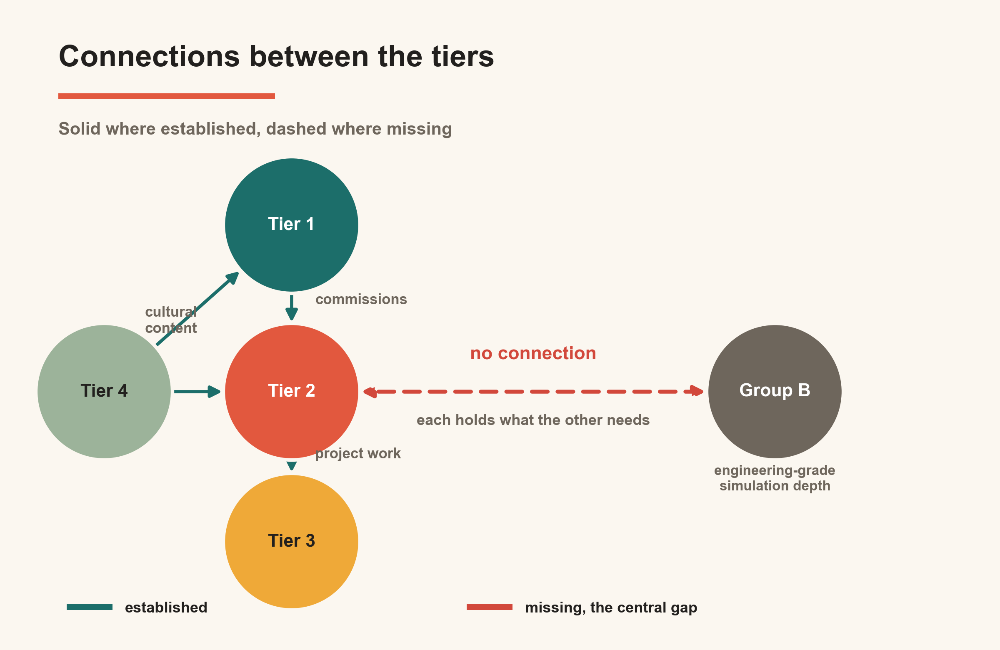 Connections between the tiers
Solid where established, dashed where missing
Tier 1
commissions
cultural
content
Tier 4
Tier 2
no connection
each holds what the other needs
Group B
project work
engineering-grade
simulation depth
Tier 3
established
missing, the central gap